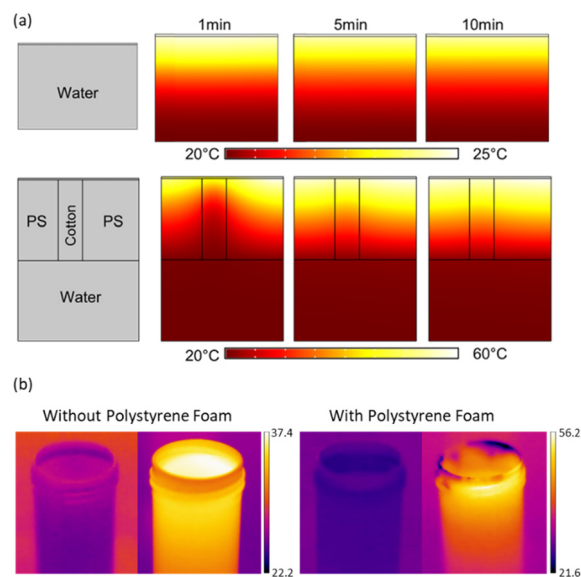 (a)
1min 5min 10min
Water
20°C 25°C
PS Cotton PS
Water
20°C 60°C
(b)
Without Polystyrene Foam With Polystyrene Foam
37.4 56.2
22.2 21.6